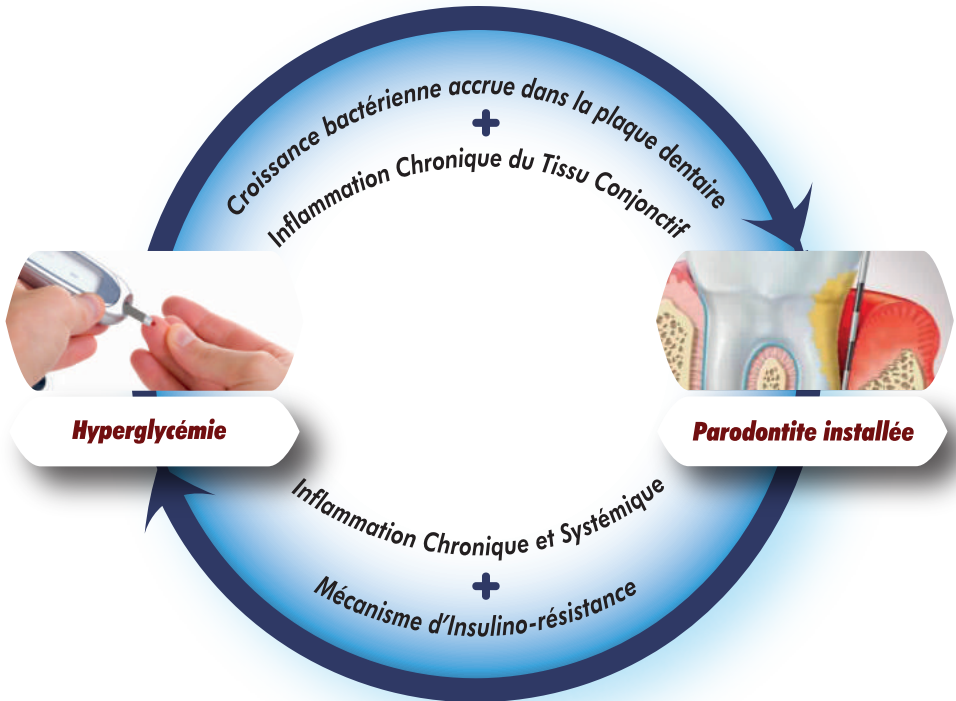 Croissance bactérienne accrue dans la plaque dentaire
+
Inflammation Chronique du Tissu Conjonctif
Hyperglycémie
Parodontite installée
Inflammation Chronique et Systémique
+
Mécanisme d'Insulino-résistance